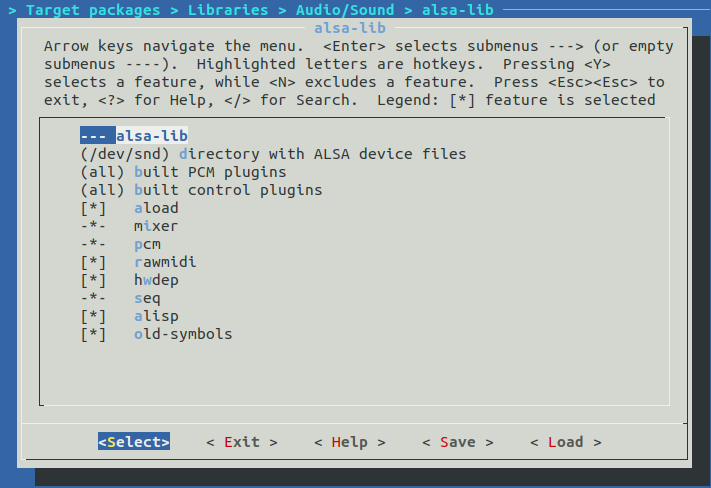 > Target packages > Libraries > Audio/Sound > alsa-lib
alsa-lib
Arrow keys navigate the menu.  <Enter> selects submenus ---> (or empty
submenus ----).  Highlighted letters are hotkeys.  Pressing <Y>
selects a feature, while <N> excludes a feature.  Press <Esc><Esc> to
exit, <?> for Help, </> for Search.  Legend: [*] feature is selected
--- alsa-lib
(/dev/snd) directory with ALSA device files
(all) built PCM plugins
(all) built control plugins
[*]   aload
-*-   mixer
-*-   pcm
[*]   rawmidi
[*]   hwdep
-*-   seq
[*]   alisp
[*]   old-symbols
<Select>    < Exit >    < Help >    < Save >    < Load >